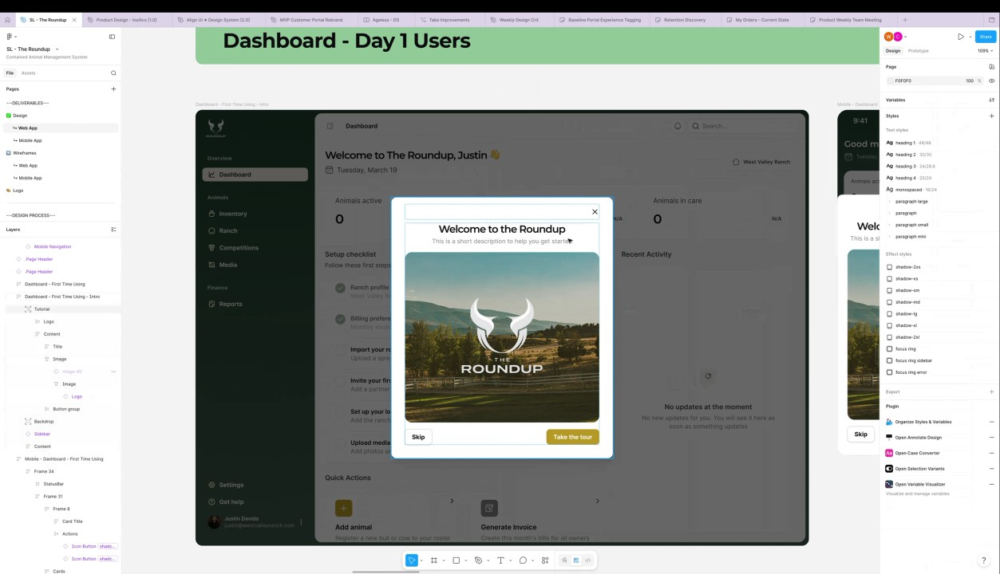 SL - The Roundup
Product Design - Insilico [1.0]
Align UI ✦ Design System [2.0]
MVP Customer Portal Rebrand
Ageless - DS
Tabs Improvements
Weekly Design Crit
Baseline Portal Experience Tagging
Retention Discovery
My Orders - Current State
Product Weekly Team Meeting
SL - The Roundup
Contained Animal Management System
File
Assets
Pages
---DELIVERABLES---
Design
↳ Web App
↳ Mobile App
Wireframes
↳ Web App
↳ Mobile App
Logo
---DESIGN PROCESS---
Layers
Mobile Navigation
.Page Header
.Page Header
Dashboard - First Time Using
Dashboard - First Time Using - Intro
Tutorial
Logo
Content
Title
Image
image-82
Image
Logo
Button group
Backdrop
Sidebar
Content
Mobile - Dashboard - First Time Using
Frame 34
StatusBar
Frame 31
Frame 8
Card Title
Actions
Icon Button shadc...
Icon Button shadc...
Cards
Dashboard - Day 1 Users
Dashboard - First Time Using - Intro
ROUNDUP
Overview
Dashboard
Animals
Inventory
Ranch
Competitions
Media
Finance
Reports
Settings
Get help
Justin Davids
justin@westvalleyranch.com
Dashboard
Search...
Welcome to The Roundup, Justin 👋
Tuesday, March 19
West Valley Ranch
Animals active
0
N/A
Animals in care
0
N/A
Setup checklist
Follow these first steps
Ranch profile
West Valley R
Billing prefere
Monthly invoi
Import your ro
Upload a spre
Invite your firs
Add a partner
Set up your lo
Add the ranch
Upload media
Add photos an
Recent Activity
No updates at the moment
No new updates for you. You will see it here as
soon as something updates
Quick Actions
Add animal
Register a new bull or cow to your roster
Generate Invoice
Create this month's bills for all owners
Welcome to the Roundup
This is a short description to help you get starte
THE
ROUNDUP
Skip
Take the tour
Mobile - Dashboard
9:41
Good m
Tuesday,
Animals act
0
Welc
This is a sl
Skip
W
C
Share
Design
Prototype
109%
Page
F0F0F0
100
%
Variables
Styles
Text styles
Ag heading 1 · 48/48
Ag heading 2 · 30/30
Ag heading 3 · 24/28.8
Ag heading 4 · 20/24
Ag monospaced · 16/24
paragraph large
paragraph
paragraph small
paragraph mini
Effect styles
shadow-2xs
shadow-xs
shadow-sm
shadow-md
shadow-lg
shadow-xl
shadow-2xl
focus ring
focus ring sidebar
focus ring error
Export
Plugin
Organize Styles & Variables
Open Annotate Design
Aa Open Case Converter
Open Selection Variants
Open Variable Visualizer
Visualize and manage variables
?